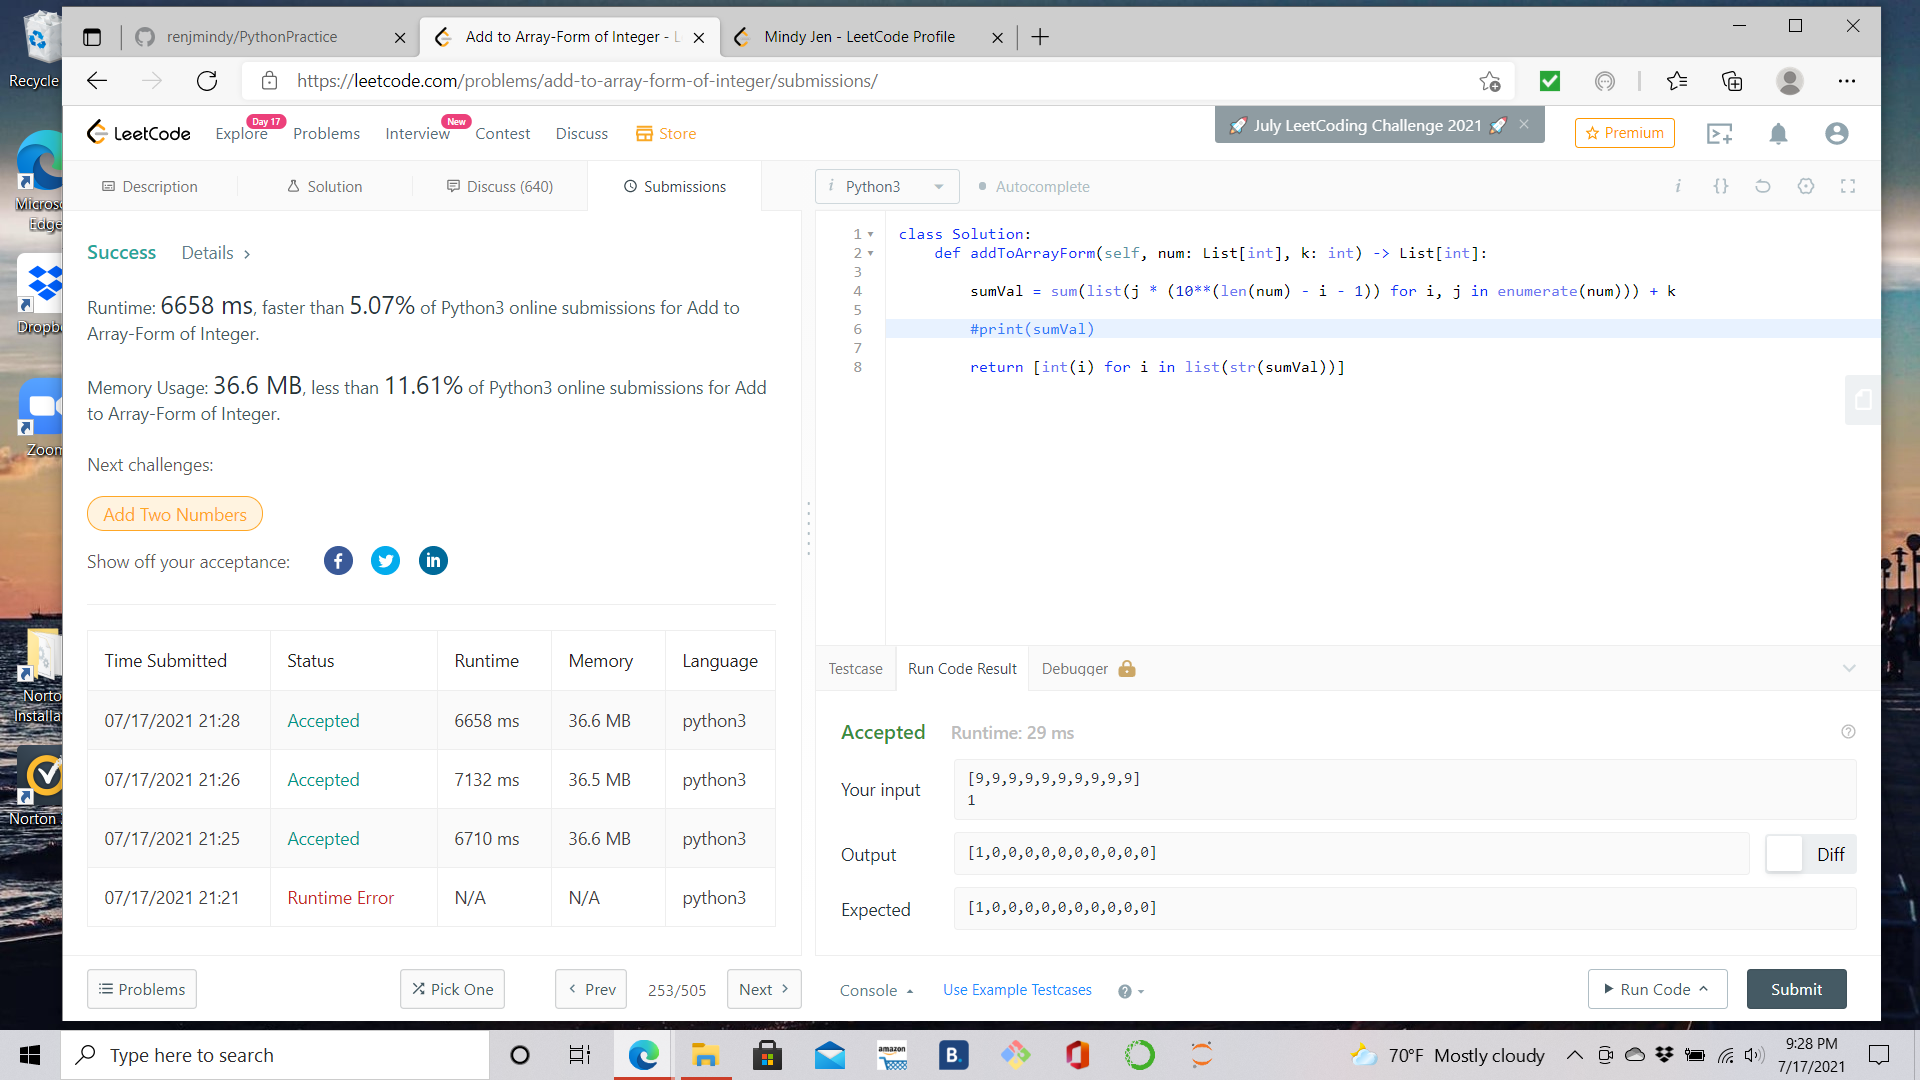 Recycle
Microso
Edge
Dropb
Zoom
Norto
Installa
Norton
renjmindy/PythonPractice
Add to Array-Form of Integer - L
Mindy Jen - LeetCode Profile
https://leetcode.com/problems/add-to-array-form-of-integer/submissions/
LeetCode
Explore
Day 17
Problems
Interview
New
Contest
Discuss
Store
🚀 July LeetCoding Challenge 2021 🚀 ×
Premium
Description
Solution
Discuss (640)
Submissions
i Python3
Autocomplete
i {}
Success Details >
Runtime: 6658 ms, faster than 5.07% of Python3 online submissions for Add to
Array-Form of Integer.
Memory Usage: 36.6 MB, less than 11.61% of Python3 online submissions for Add
to Array-Form of Integer.
Next challenges:
Add Two Numbers
Show off your acceptance:
f in
Time Submitted Status Runtime Memory Language
07/17/2021 21:28 Accepted 6658 ms 36.6 MB python3
07/17/2021 21:26 Accepted 7132 ms 36.5 MB python3
07/17/2021 21:25 Accepted 6710 ms 36.6 MB python3
07/17/2021 21:21 Runtime Error N/A N/A python3
1 class Solution:
2 def addToArrayForm(self, num: List[int], k: int) -> List[int]:
3
4 sumVal = sum(list(j * (10**(len(num) - i - 1)) for i, j in enumerate(num))) + k
5
6 #print(sumVal)
7
8 return [int(i) for i in list(str(sumVal))]
Testcase
Run Code Result
Debugger
Accepted Runtime: 29 ms
Your input
[9,9,9,9,9,9,9,9,9,9]
1
Output
[1,0,0,0,0,0,0,0,0,0,0]
Diff
Expected
[1,0,0,0,0,0,0,0,0,0,0]
Problems
Pick One
< Prev
253/505
Next >
Console
Use Example Testcases
?
Run Code
Submit
Type here to search
amazon
B.
70°F Mostly cloudy
9:28 PM
7/17/2021